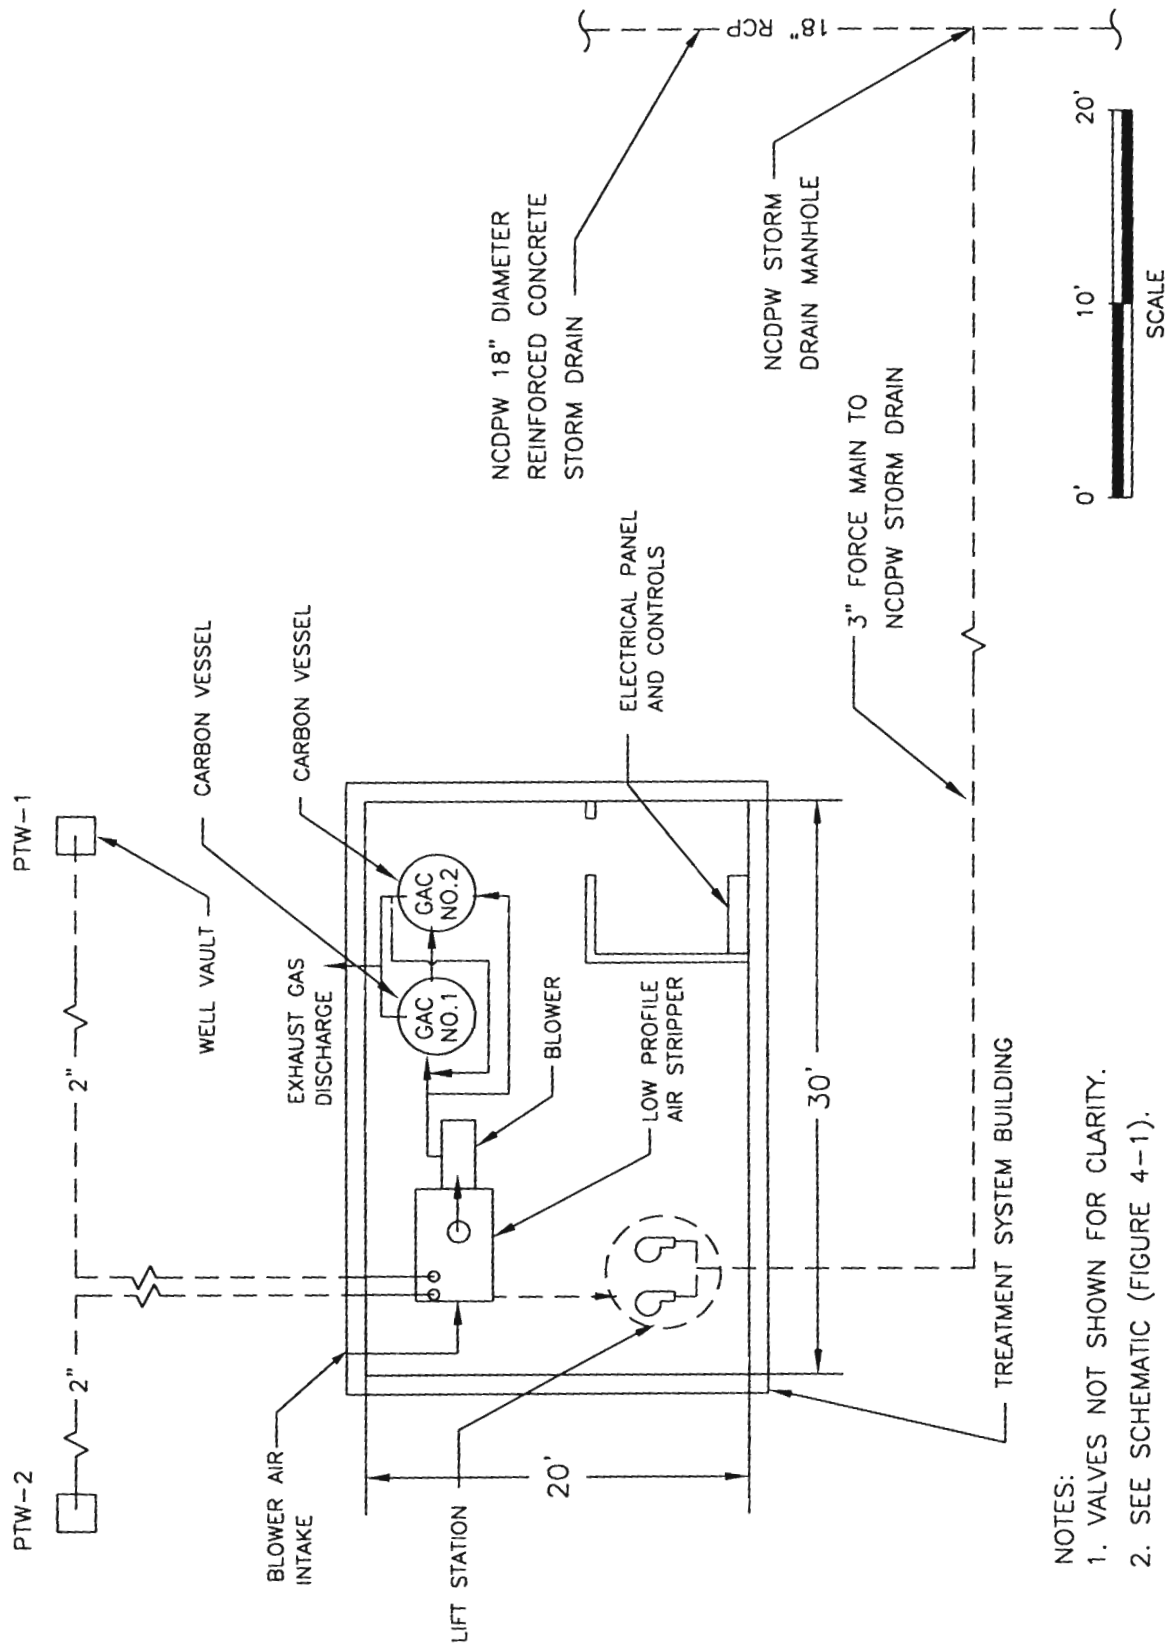 PTW-2
PTW-1
2"
2"
WELL VAULT
CARBON VESSEL
CARBON VESSEL
BLOWER AIR
INTAKE
EXHAUST GAS
DISCHARGE
GAC
NO.1
GAC
NO.2
LIFT STATION
20'
BLOWER
LOW PROFILE
AIR STRIPPER
ELECTRICAL PANEL
AND CONTROLS
30'
TREATMENT SYSTEM BUILDING
NCDPW 18" DIAMETER
REINFORCED CONCRETE
STORM DRAIN
18" RCP
NCDPW STORM
DRAIN MANHOLE
3" FORCE MAIN TO
NCDPW STORM DRAIN
NOTES:
1. VALVES NOT SHOWN FOR CLARITY.
2. SEE SCHEMATIC (FIGURE 4-1).
0'
10'
20'
SCALE